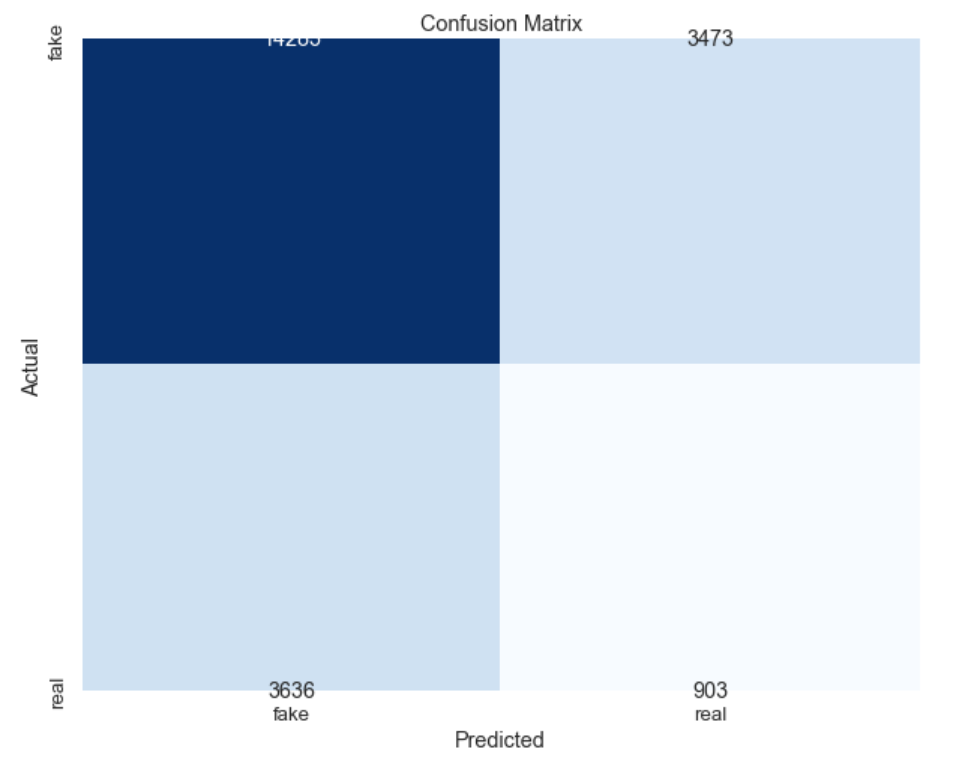 Confusion Matrix
fake
3473
Actual
real
3636
903
fake
real
Predicted